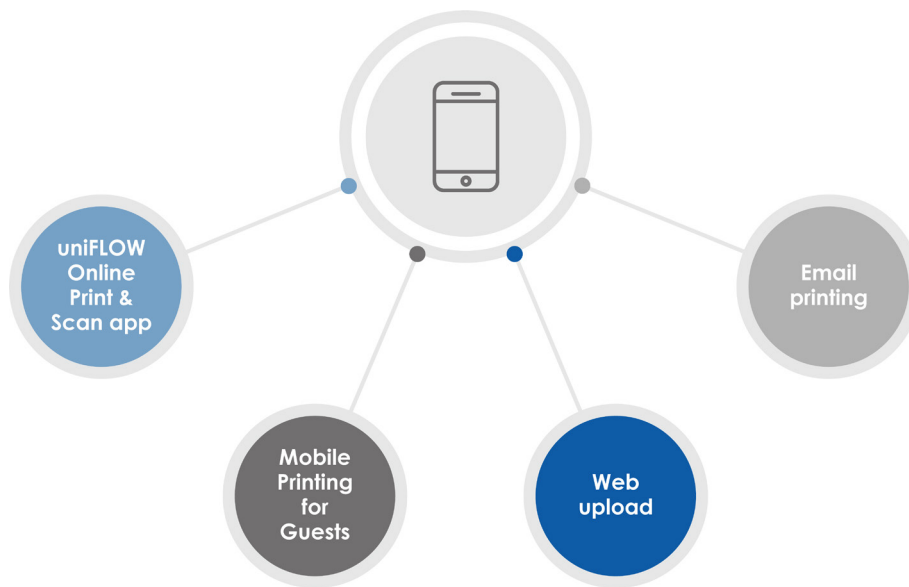 uniFLOW
Online
Print &
Scan app
Mobile
Printing
for
Guests
Web
upload
Email
printing